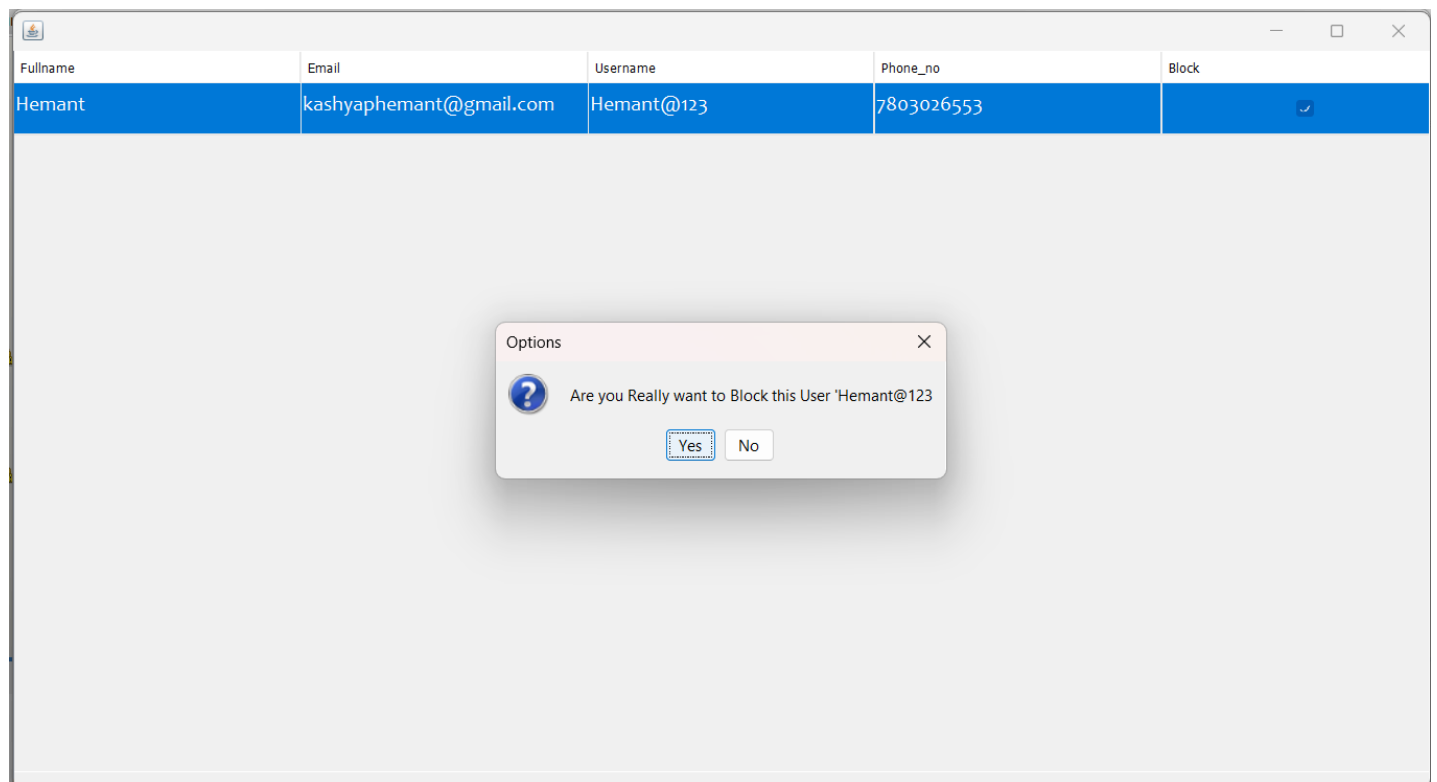 Fullname Email Username Phone_no Block
Hemant kashyaphemant@gmail.com Hemant@123 7803026553
Options
Are you Really want to Block this User 'Hemant@123
Yes No